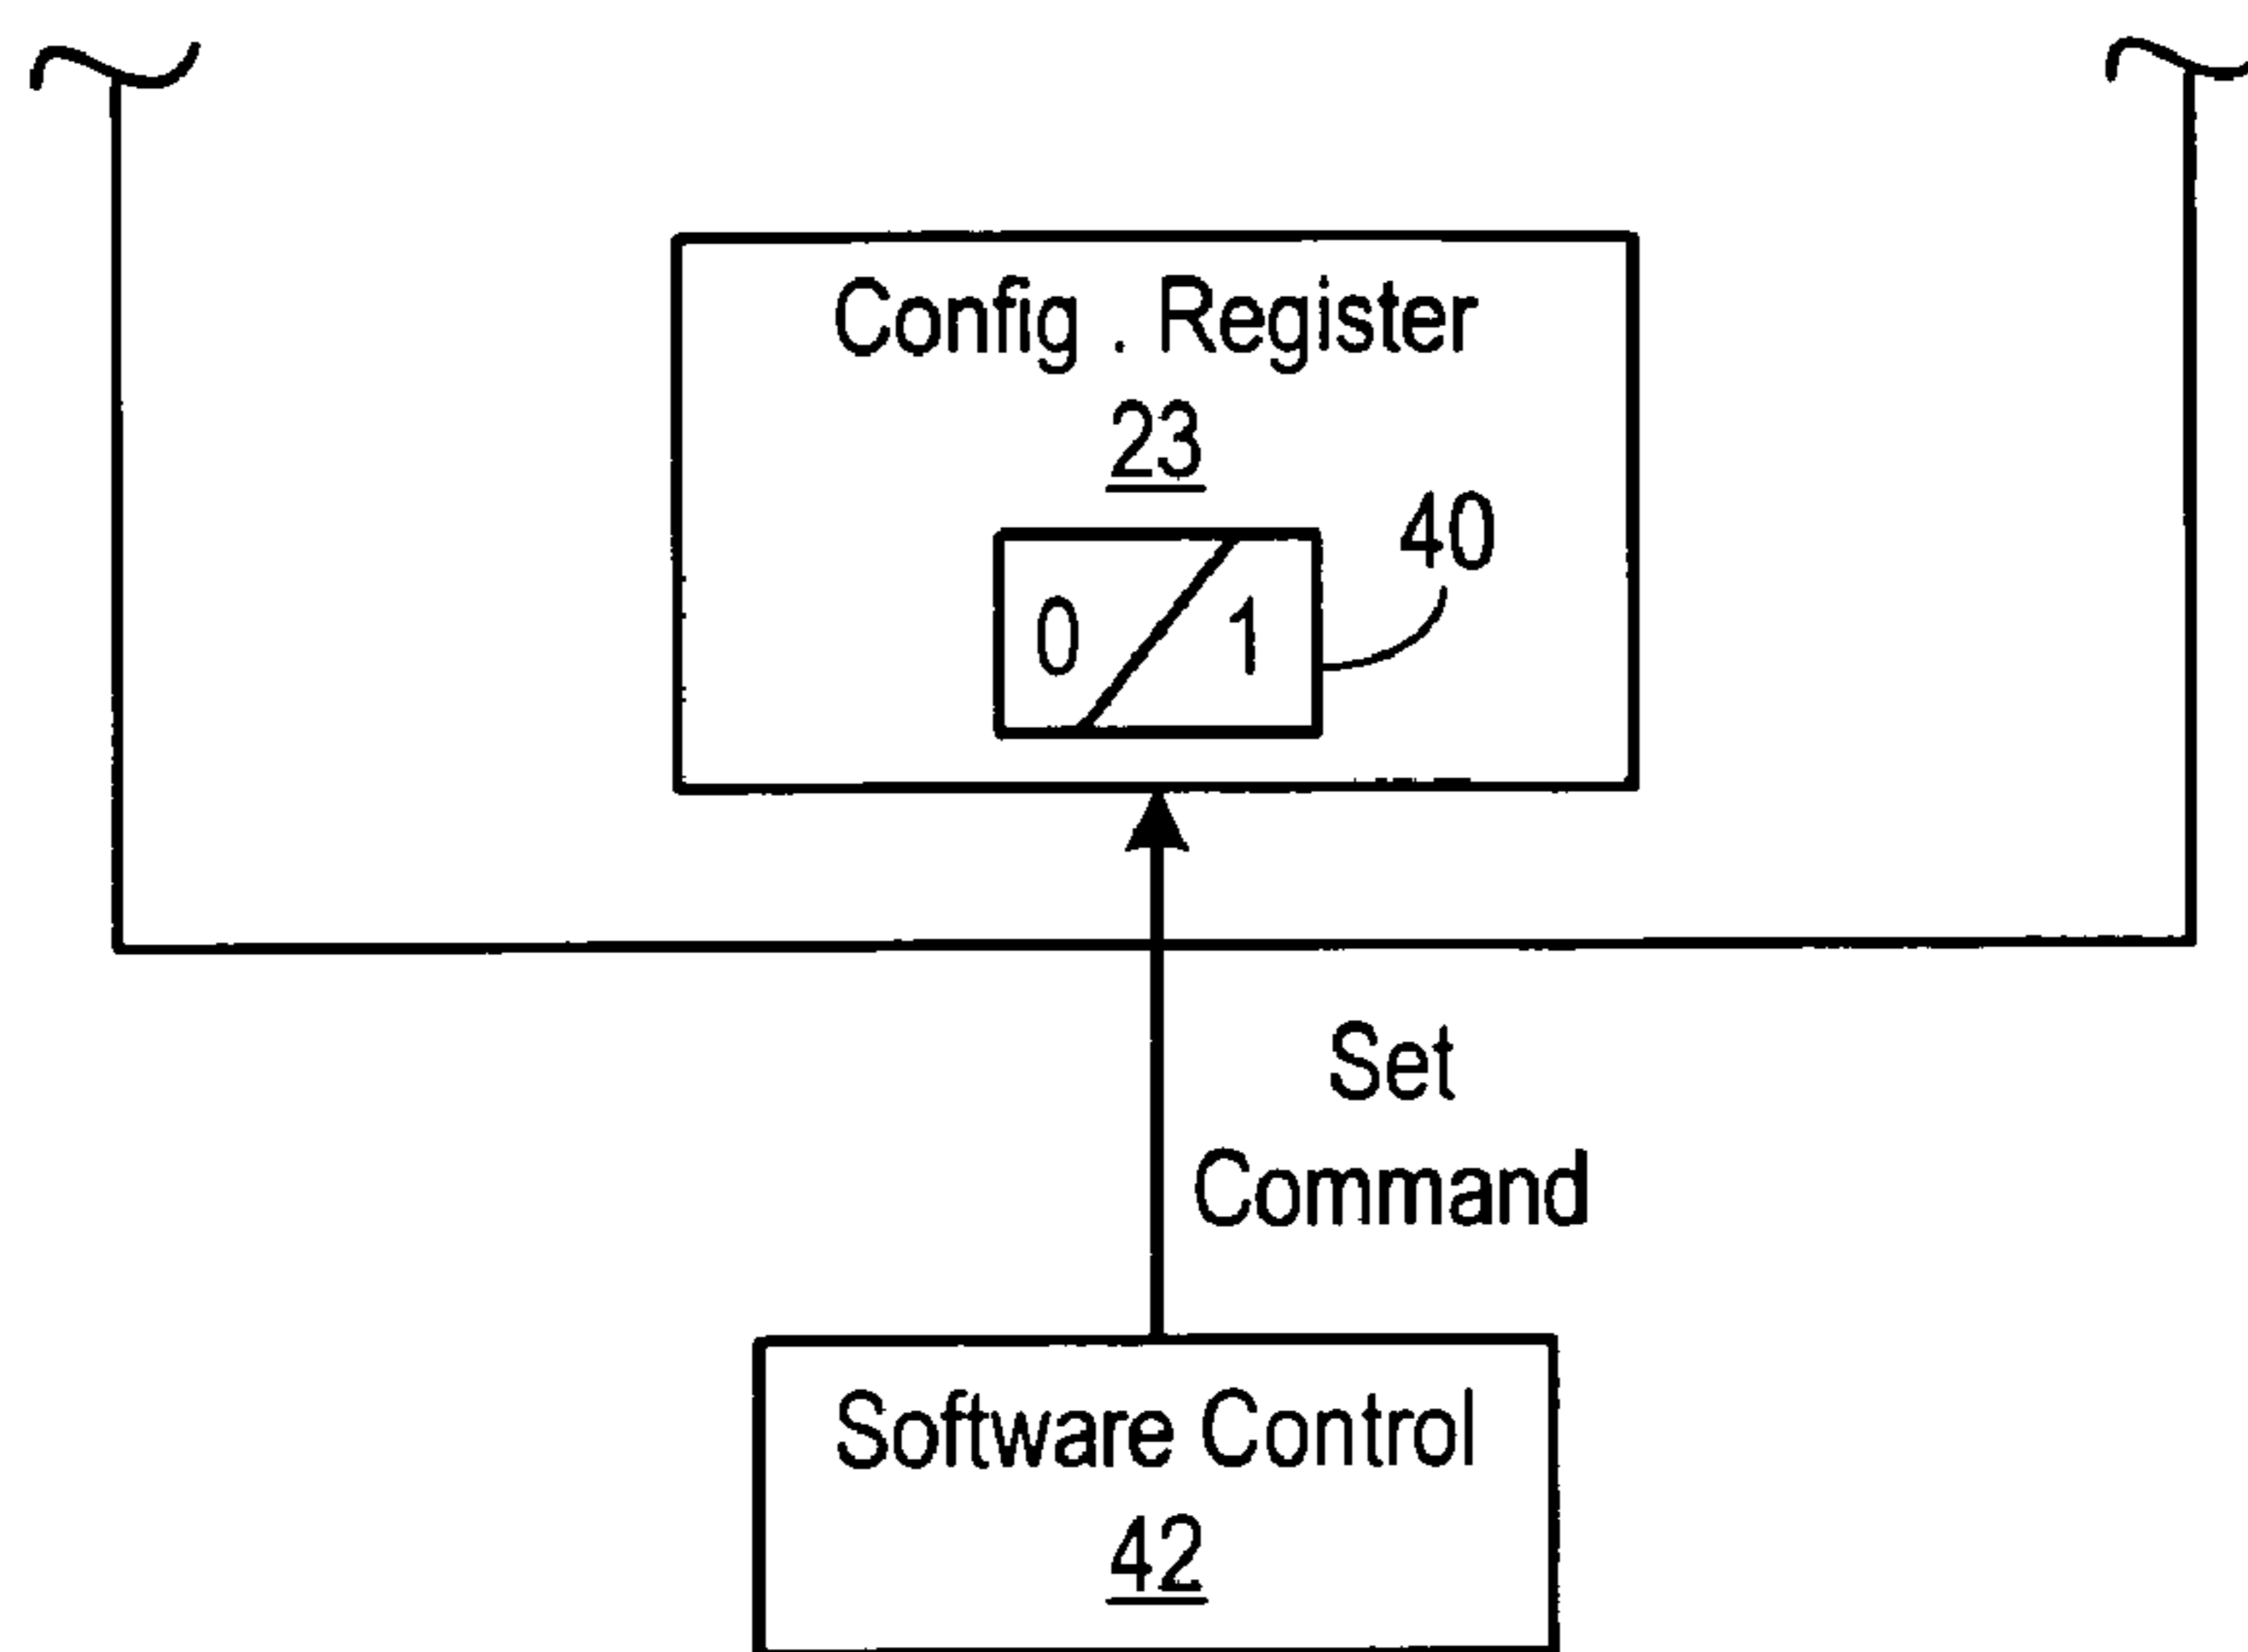 Config . Register
23
40
0 1
Set
Command
Software Control
42